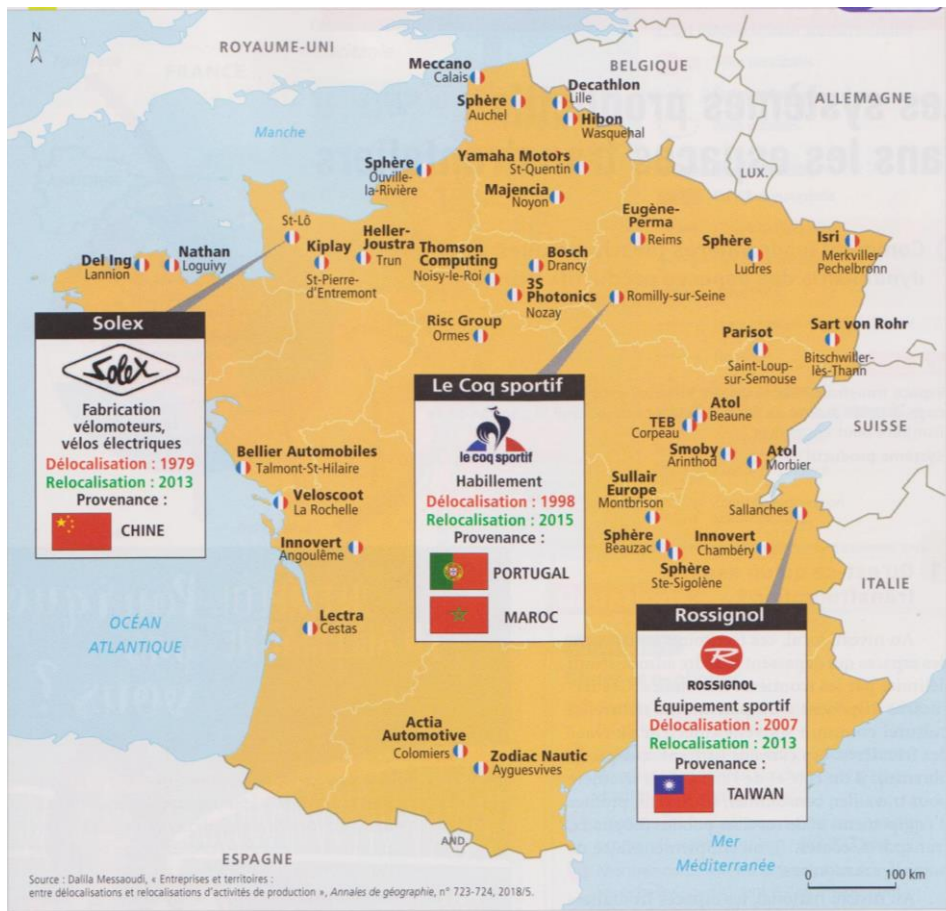 N
ROYAUME-UNI
BELGIQUE
ALLEMAGNE
LUX.
Manche
Meccano
Calais
Decathlon
Lille
Sphère
Auchel
Hibon
Wasquehal
Sphère
Ouville-
la-Rivière
Yamaha Motors
St-Quentin
Majencia
Noyon
Eugène-
Perma
Reims
Sphère
Ludres
Isri
Merkviller-
Pechelbronn
St-Lô
Del Ing
Lannion
Nathan
Loguivy
Kiplay
St-Pierre-
d'Entremont
Heller-
Joustra
Trun
Thomson
Computing
Noisy-le-Roi
Bosch
Drancy
3S
Photonics
Nozay
Romilly-sur-Seine
Risc Group
Ormes
Parisot
Saint-Loup-
sur-Semouse
Sart von Rohr
Bitschwiller-
lès-Thann
Solex
SoleX
Fabrication
vélomoteurs,
vélos électriques
Délocalisation : 1979
Relocalisation : 2013
Provenance :
CHINE
Le Coq sportif
le coq sportif
Habillement
Délocalisation : 1998
Relocalisation : 2015
Provenance :
PORTUGAL
MAROC
Atol
Beaune
TEB
Corpeau
SUISSE
Smoby
Arinthod
Atol
Morbier
Bellier Automobiles
Talmont-St-Hilaire
Sullair
Europe
Montbrison
Veloscoot
La Rochelle
Sallanches
Innovert
Angoulême
Sphère
Beauzac
Innovert
Chambéry
Sphère
Ste-Sigolène
ITALIE
OCÉAN
ATLANTIQUE
Lectra
Cestas
Rossignol
R
ROSSIGNOL
Équipement sportif
Délocalisation : 2007
Relocalisation : 2013
Provenance :
TAIWAN
Actia
Automotive
Colomiers
Zodiac Nautic
Ayguesvives
AND.
ESPAGNE
Mer
Méditerranée
0 100 km
Source : Dalila Messaoudi, « Entreprises et territoires :
entre délocalisations et relocalisations d'activités de production », Annales de géographie, n° 723-724, 2018/5.